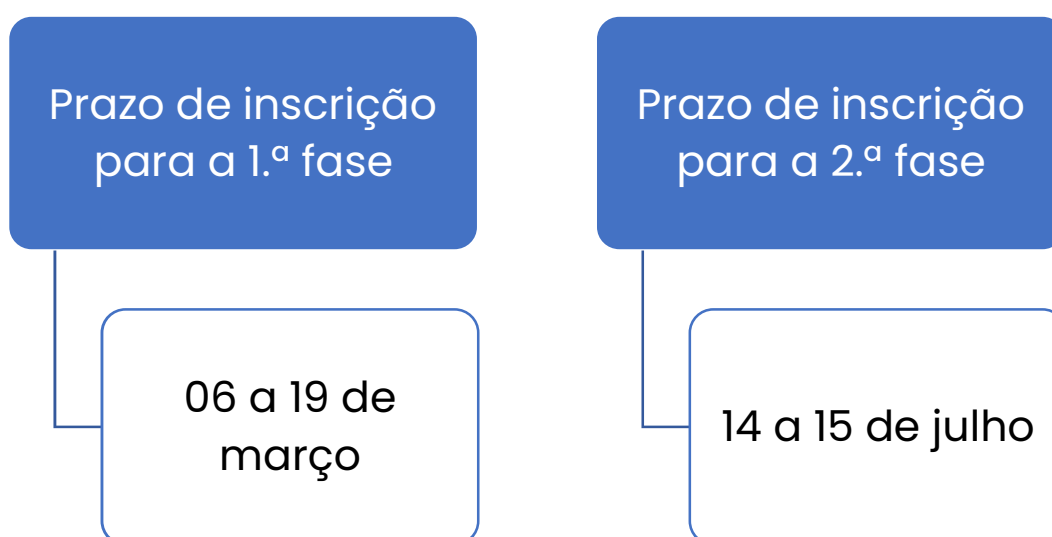 Prazo de inscrição
para a 1.ª fase
06 a 19 de
março
Prazo de inscrição
para a 2.ª fase
14 a 15 de julho